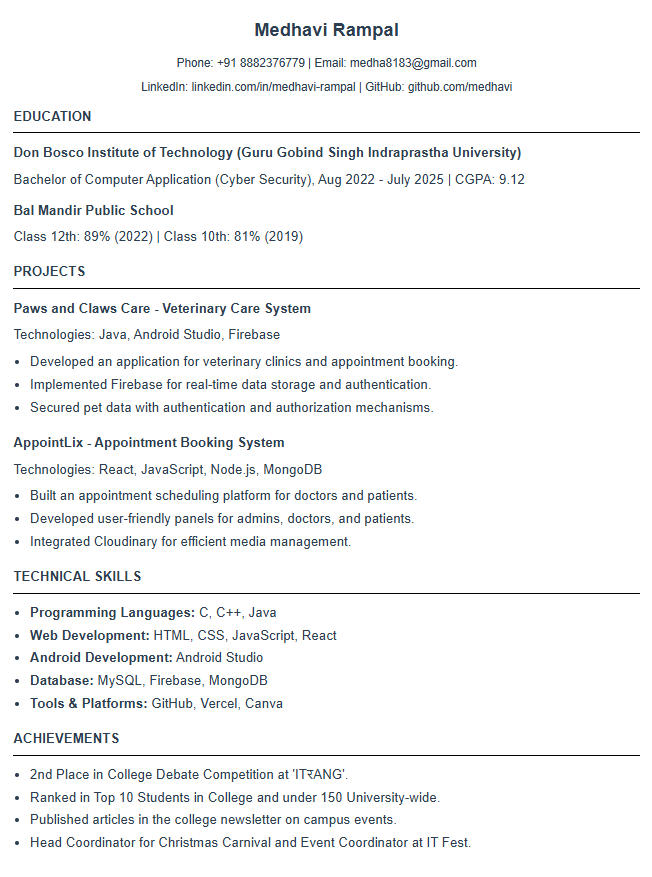 Medhavi Rampal
Phone: +91 8882376779 | Email: medha8183@gmail.com
LinkedIn: linkedin.com/in/medhavi-rampal | GitHub: github.com/medhavi
EDUCATION
Don Bosco Institute of Technology (Guru Gobind Singh Indraprastha University)
Bachelor of Computer Application (Cyber Security), Aug 2022 - July 2025 | CGPA: 9.12
Bal Mandir Public School
Class 12th: 89% (2022) | Class 10th: 81% (2019)
PROJECTS
Paws and Claws Care - Veterinary Care System
Technologies: Java, Android Studio, Firebase
• Developed an application for veterinary clinics and appointment booking.
• Implemented Firebase for real-time data storage and authentication.
• Secured pet data with authentication and authorization mechanisms.
AppointLix - Appointment Booking System
Technologies: React, JavaScript, Node.js, MongoDB
• Built an appointment scheduling platform for doctors and patients.
• Developed user-friendly panels for admins, doctors, and patients.
• Integrated Cloudinary for efficient media management.
TECHNICAL SKILLS
• Programming Languages: C, C++, Java
• Web Development: HTML, CSS, JavaScript, React
• Android Development: Android Studio
• Database: MySQL, Firebase, MongoDB
• Tools & Platforms: GitHub, Vercel, Canva
ACHIEVEMENTS
• 2nd Place in College Debate Competition at 'ITरANG'.
• Ranked in Top 10 Students in College and under 150 University-wide.
• Published articles in the college newsletter on campus events.
• Head Coordinator for Christmas Carnival and Event Coordinator at IT Fest.